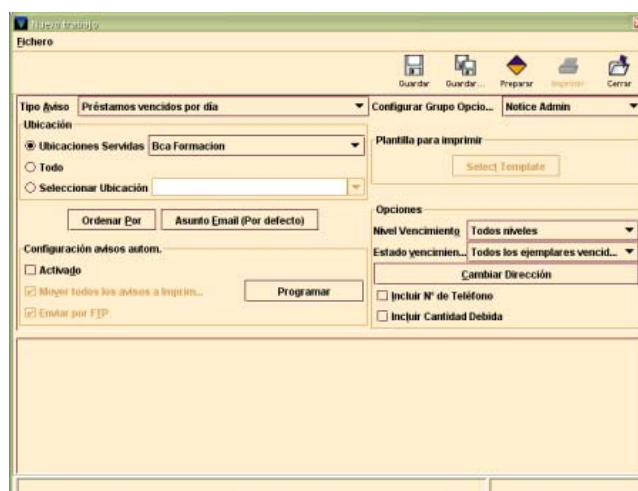 Nuevo trabajo
Fichero
Guardar Guardar... Preparar Imprimir Cerrar
Tipo Aviso Préstamos vencidos por día Configurar Grupo Opcio... Notice Admin
Ubicación
Ubicaciones Servidas Bca Formacion
Todo
Seleccionar Ubicación
Plantilla para imprimir
Select Template
Ordenar Por Asunto Email (Por defecto)
Opciones
Nivel Vencimiento Todos niveles
Estado vencimien... Todos los ejemplares vencid...
Cambiar Dirección
Incluir Nº de Teléfono
Incluir Cantidad Debida
Configuración avisos autom.
Activado
Mover todos los avisos a Imprim...
Programar
Enviar por FTP